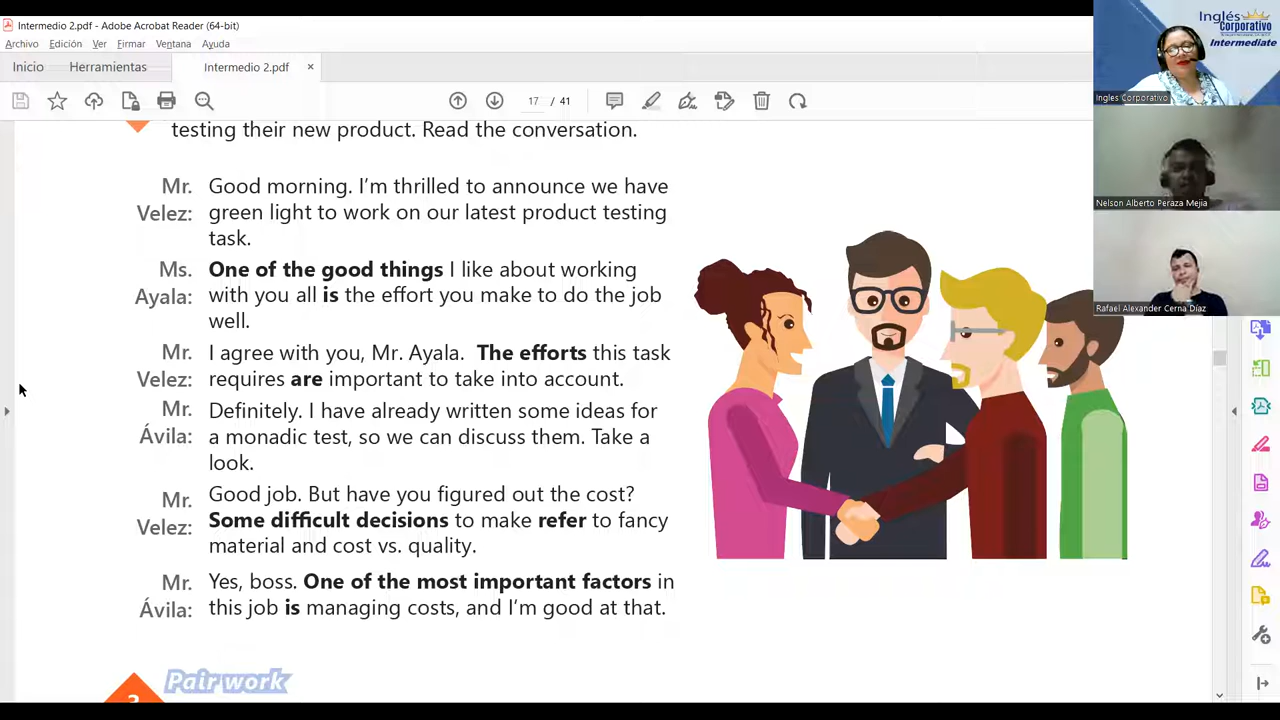 Intermedio 2.pdf - Adobe Acrobat Reader (64-bit)
Archivo Edición Ver Firmar Ventana Ayuda
Inicio Herramientas Intermedio 2.pdf ×
17 / 41
testing their new product. Read the conversation.
Mr. Velez: Good morning. I'm thrilled to announce we have
green light to work on our latest product testing
task.
Ms. Ayala: One of the good things I like about working
with you all is the effort you make to do the job
well.
Mr. Velez: I agree with you, Mr. Ayala. The efforts this task
requires are important to take into account.
Mr. Ávila: Definitely. I have already written some ideas for
a monadic test, so we can discuss them. Take a
look.
Mr. Velez: Good job. But have you figured out the cost?
Some difficult decisions to make refer to fancy
material and cost vs. quality.
Mr. Ávila: Yes, boss. One of the most important factors in
this job is managing costs, and I'm good at that.
Pair work
Inglés
Corporativo
Intermediate
Ingles Corporativo
Nelson Alberto Peraza Mejia
Rafael Alexander Cerna Díaz